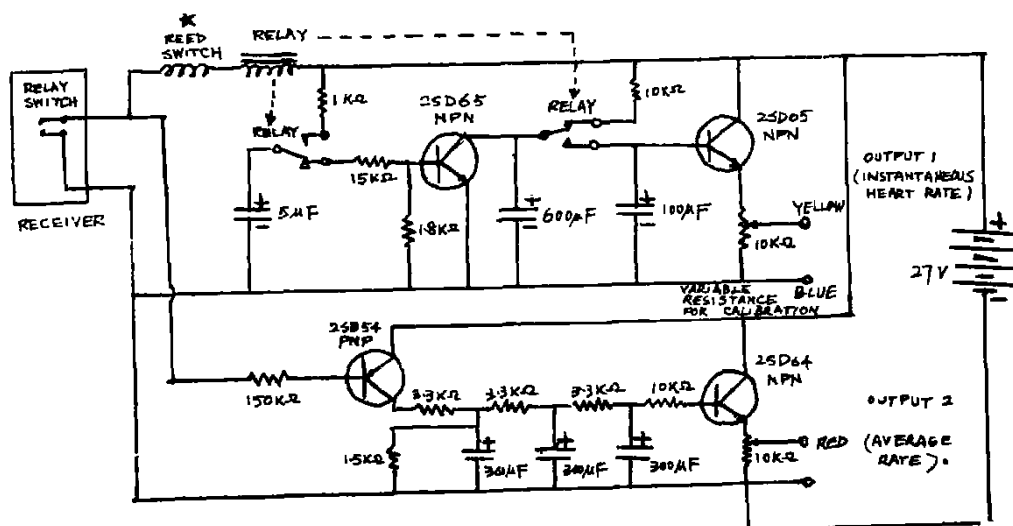 ★
REED
SWITCH
RELAY
RELAY
SWITCH
RECEIVER
1KΩ
RELAY
2SD65
NPN
15KΩ
5µF
1.8KΩ
600µF
RELAY
10KΩ
100µF
2SD05
NPN
OUTPUT 1
(INSTANTANEOUS
HEART RATE)
YELLOW
10KΩ
BLUE
27V
VARIABLE
RESISTANCE
FOR CALIBRATION
2SB54
PNP
150KΩ
3.3KΩ
3.3KΩ
3.3KΩ
10KΩ
2SD64
NPN
1.5KΩ
300µF
300µF
300µF
OUTPUT 2
RED
(AVERAGE
RATE).
10KΩ